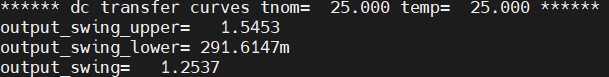 ****** dc transfer curves tnom=  25.000 temp=  25.000 ******
output_swing_upper=   1.5453
output_swing_lower= 291.6147m
output_swing=   1.2537